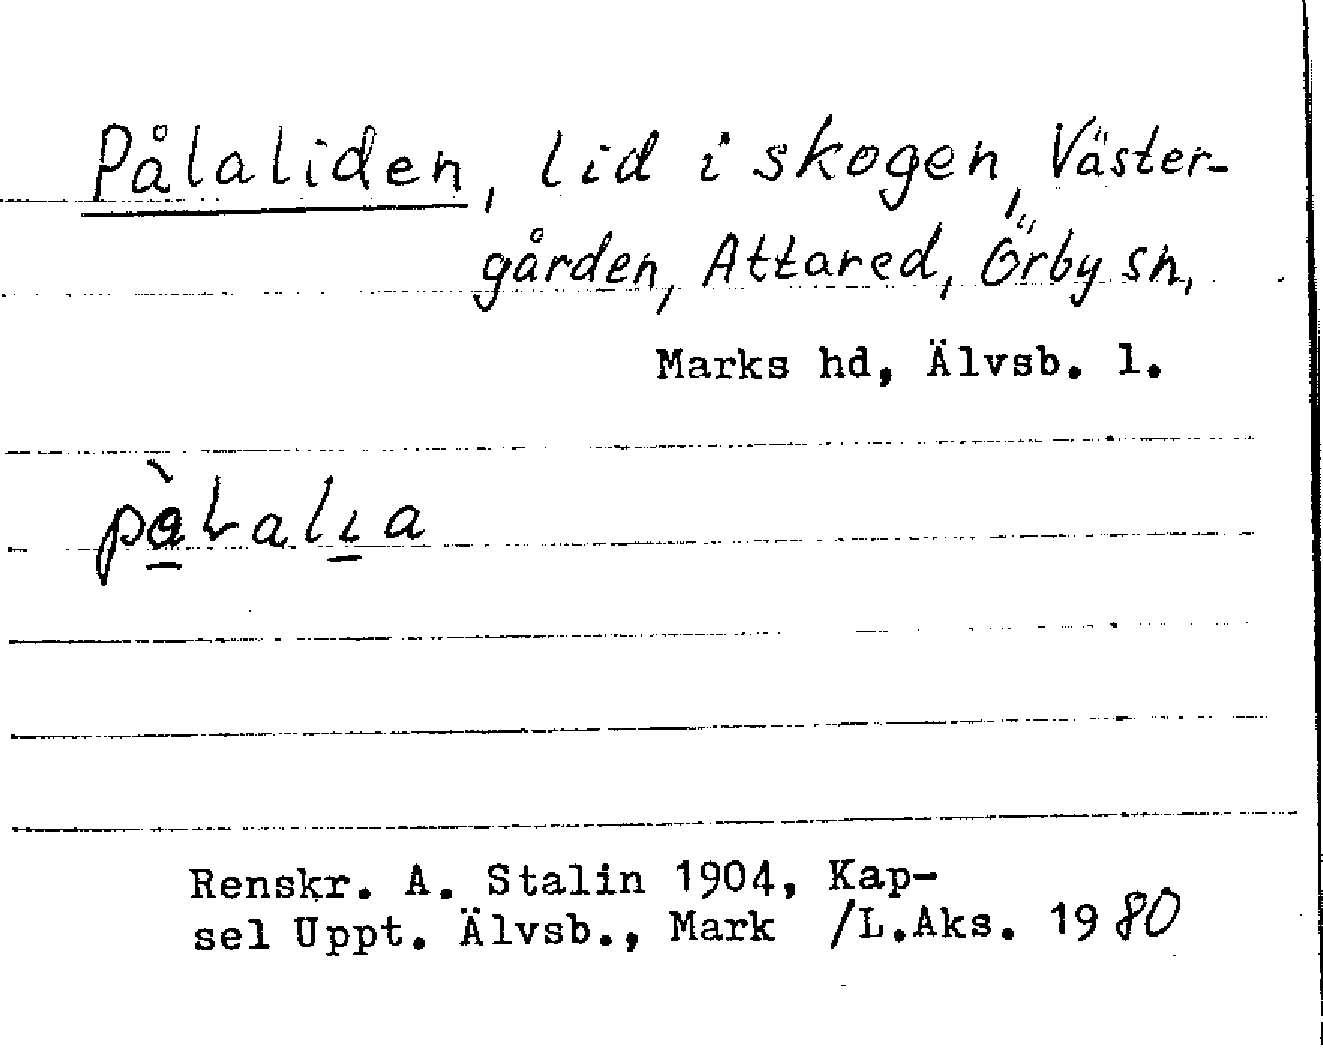 Pålaliden, lid i skogen, Väster-
gården, Attared, Örby sn,
Marks hd, Älvsb. l.
Renskr. A. Stalin 1904, Kap-
sel Uppt. Älvsb., Mark /L.Aks. 1980